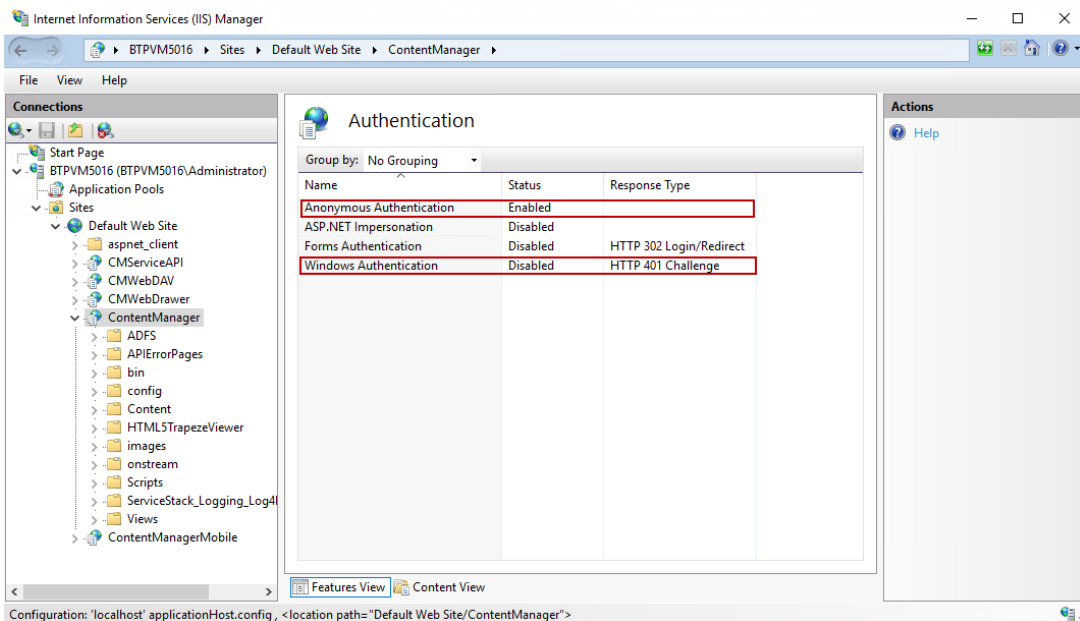 Internet Information Services (IIS) Manager
BTPVM5016 Sites Default Web Site ContentManager
File View Help
Connections
Start Page
BTPVM5016 (BTPVM5016\Administrator)
Application Pools
Sites
Default Web Site
aspnet_client
CMServiceAPI
CMWebDAV
CMWebDrawer
ContentManager
ADFS
APIErrorPages
bin
config
Content
HTML5TrapezeViewer
images
onstream
Scripts
ServiceStack_Logging_Log4
Views
ContentManagerMobile
Authentication
Group by: No Grouping
Name Status Response Type
Anonymous Authentication Enabled
ASP.NET Impersonation Disabled
Forms Authentication Disabled HTTP 302 Login/Redirect
Windows Authentication Disabled HTTP 401 Challenge
Features View Content View
Actions
Help
Configuration: 'localhost' applicationHost.config , <location path="Default Web Site/ContentManager">